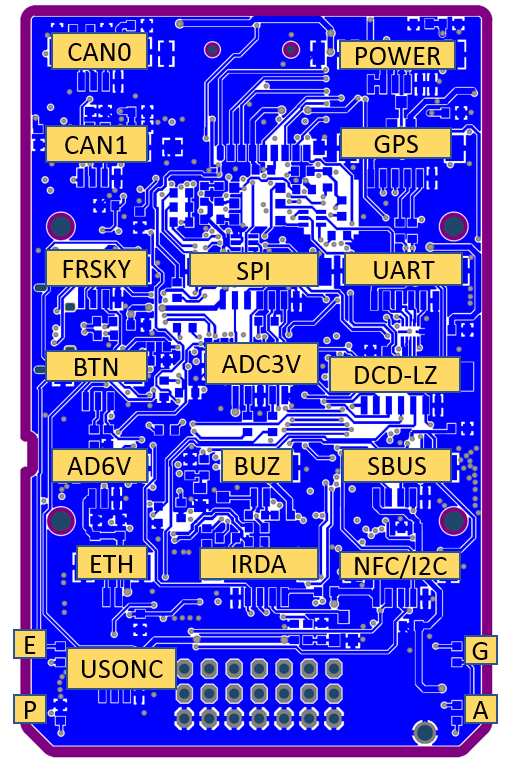 CAN0
POWER
CAN1
GPS
FRSKY
SPI
UART
BTN
ADC3V
DCD-LZ
AD6V
BUZ
SBUS
ETH
IRDA
NFC/I2C
E
G
USONC
P
A